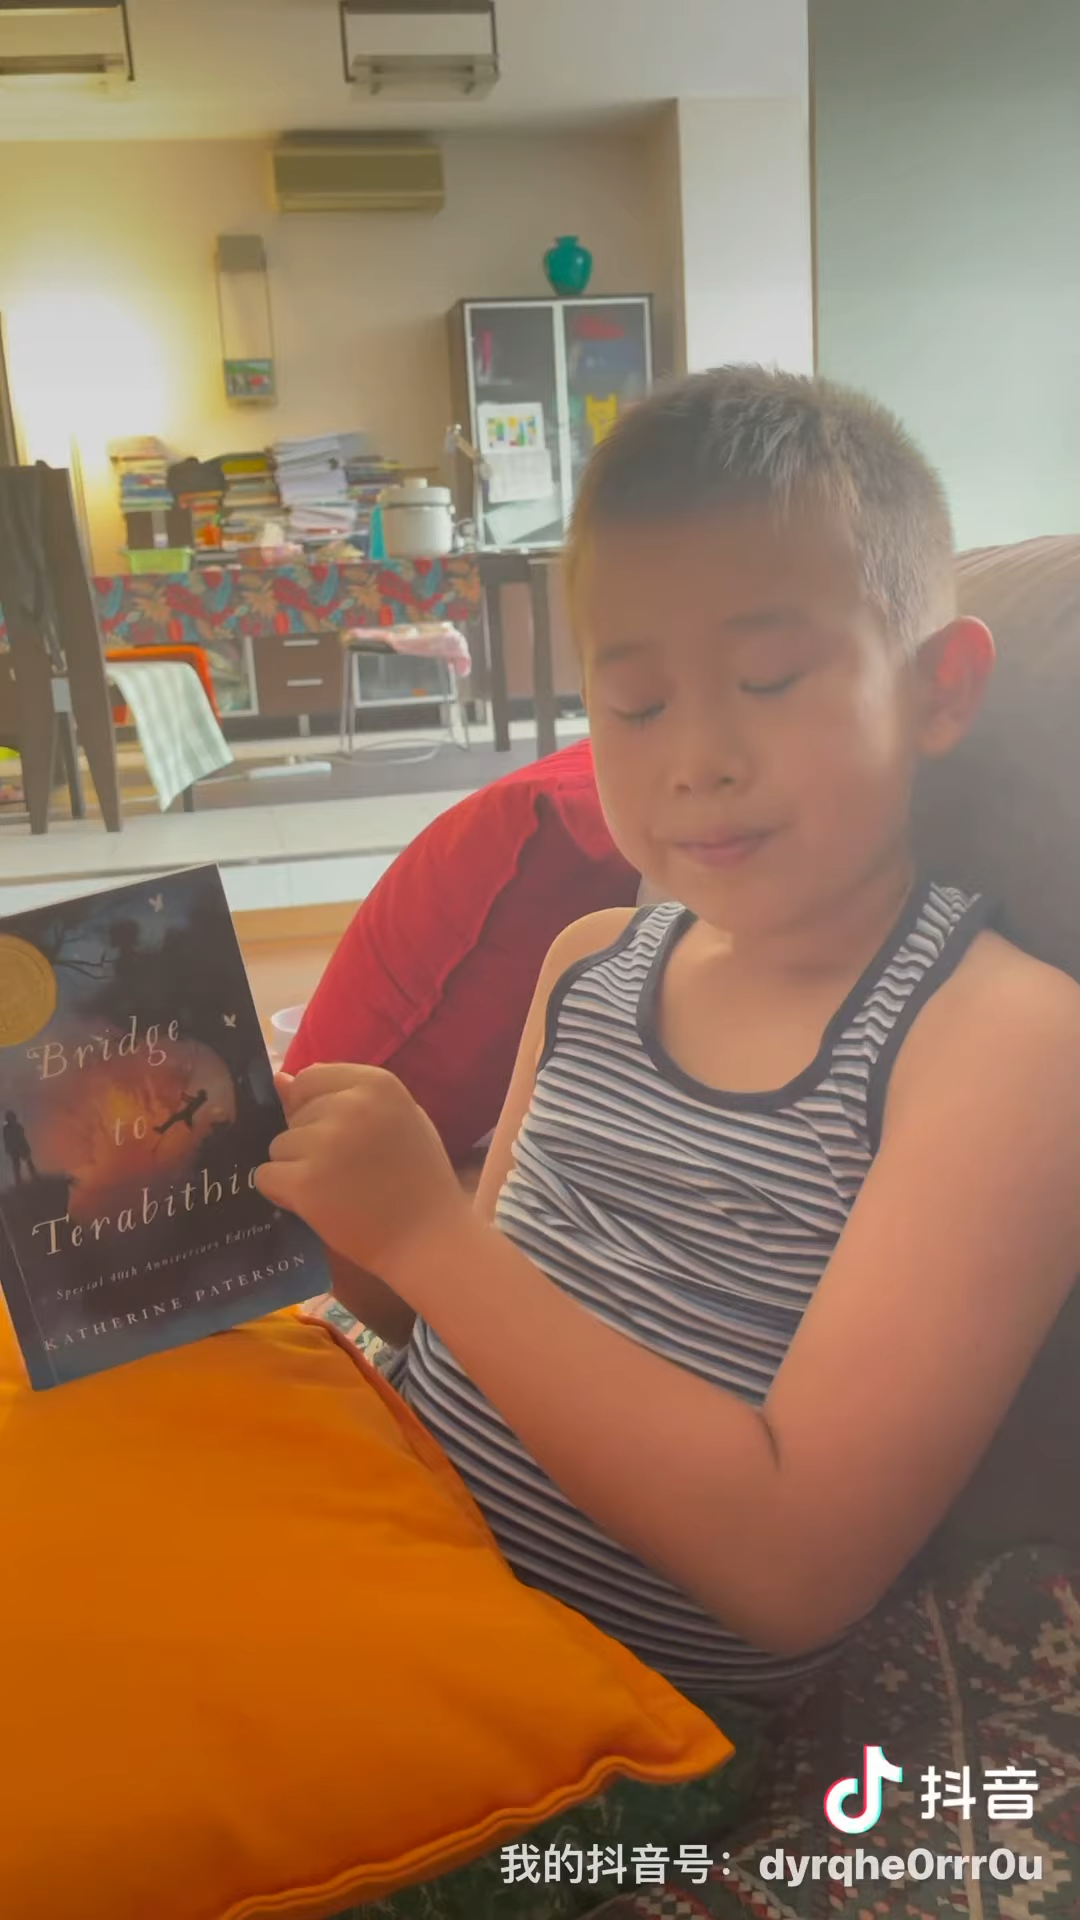 Bridge
to
Terabithia
Special 40th Anniversary Edition
KATHERINE PATERSON
抖音
我的抖音号：dyrqhe0rrr0u